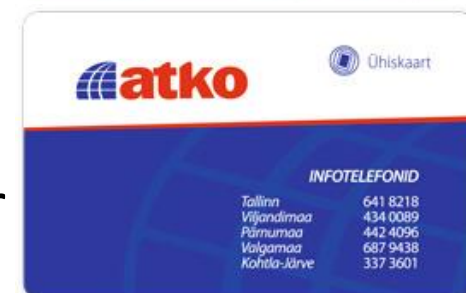 atko
Ühiskaart
INFOTELEFONID
Tallinn 641 8218
Viljandimaa 434 0089
Pärnumaa 442 4096
Valgamaa 687 9438
Kohtla-Järve 337 3601